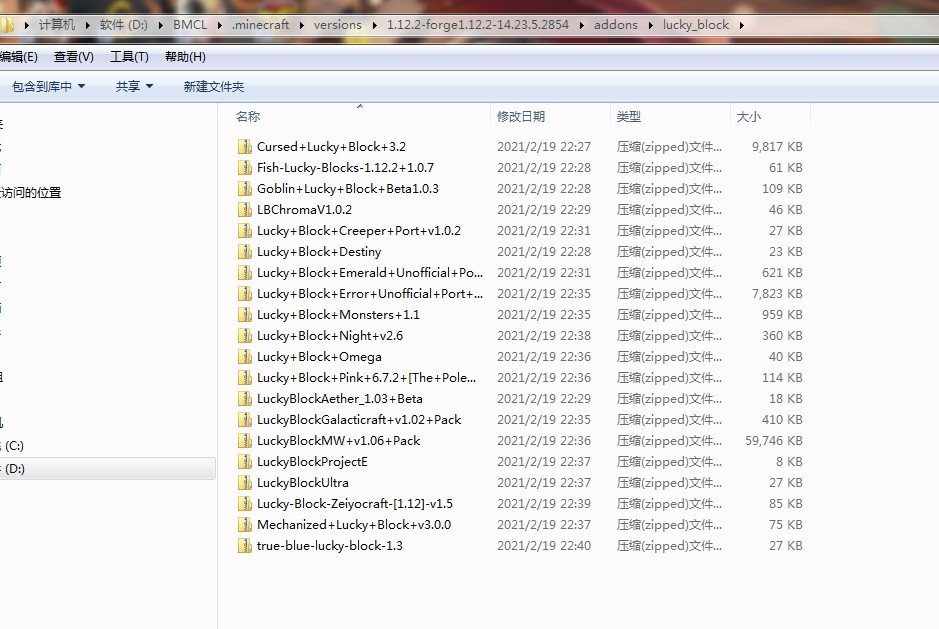 计算机 软件 (D:) BMCL .minecraft versions 1.12.2-forge1.12.2-14.23.5.2854 addons lucky_block
编辑(E) 查看(V) 工具(T) 帮助(H)
包含到库中 共享 新建文件夹
名称 修改日期 类型 大小
Cursed+Lucky+Block+3.2 2021/2/19 22:27 压缩(zipped)文件... 9,817 KB
Fish-Lucky-Blocks-1.12.2+1.0.7 2021/2/19 22:28 压缩(zipped)文件... 61 KB
Goblin+Lucky+Block+Beta1.0.3 2021/2/19 22:28 压缩(zipped)文件... 109 KB
访问的位置
LBChromaV1.0.2 2021/2/19 22:29 压缩(zipped)文件... 46 KB
Lucky+Block+Creeper+Port+v1.0.2 2021/2/19 22:31 压缩(zipped)文件... 27 KB
Lucky+Block+Destiny 2021/2/19 22:28 压缩(zipped)文件... 23 KB
Lucky+Block+Emerald+Unofficial+Po... 2021/2/19 22:31 压缩(zipped)文件... 621 KB
Lucky+Block+Error+Unofficial+Port+... 2021/2/19 22:35 压缩(zipped)文件... 7,823 KB
Lucky+Block+Monsters+1.1 2021/2/19 22:35 压缩(zipped)文件... 959 KB
Lucky+Block+Night+v2.6 2021/2/19 22:38 压缩(zipped)文件... 360 KB
Lucky+Block+Omega 2021/2/19 22:36 压缩(zipped)文件... 40 KB
Lucky+Block+Pink+6.7.2+[The+Pole... 2021/2/19 22:36 压缩(zipped)文件... 114 KB
LuckyBlockAether_1.03+Beta 2021/2/19 22:29 压缩(zipped)文件... 18 KB
LuckyBlockGalacticraft+v1.02+Pack 2021/2/19 22:35 压缩(zipped)文件... 410 KB
LuckyBlockMW+v1.06+Pack 2021/2/19 22:36 压缩(zipped)文件... 59,746 KB
(C:)
LuckyBlockProjectE 2021/2/19 22:37 压缩(zipped)文件... 8 KB
(D:)
LuckyBlockUltra 2021/2/19 22:37 压缩(zipped)文件... 27 KB
Lucky-Block-Zeiyocraft-[1.12]-v1.5 2021/2/19 22:39 压缩(zipped)文件... 85 KB
Mechanized+Lucky+Block+v3.0.0 2021/2/19 22:37 压缩(zipped)文件... 75 KB
true-blue-lucky-block-1.3 2021/2/19 22:40 压缩(zipped)文件... 27 KB